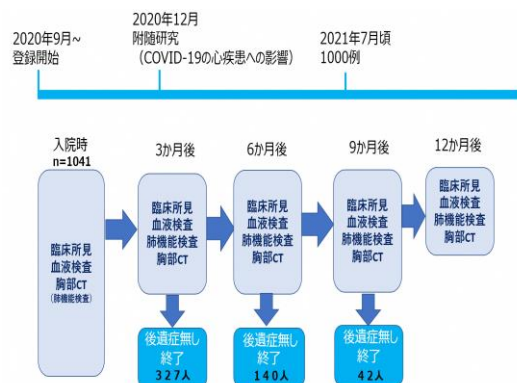 2020年9月~
登録開始
2020年12月
附随研究
(COVID-19の心疾患への影響)
2021年7月頃
1000例
入院時
n=1041
臨床所見
血液検査
胸部CT
(肺機能検査)
3か月後
臨床所見
血液検査
肺機能検査
胸部CT
後遺症無し
終了
327人
6か月後
臨床所見
血液検査
肺機能検査
胸部CT
後遺症無し
終了
140人
9か月後
臨床所見
血液検査
肺機能検査
胸部CT
後遺症無し
終了
42人
12か月後
臨床所見
血液検査
肺機能検査
胸部CT